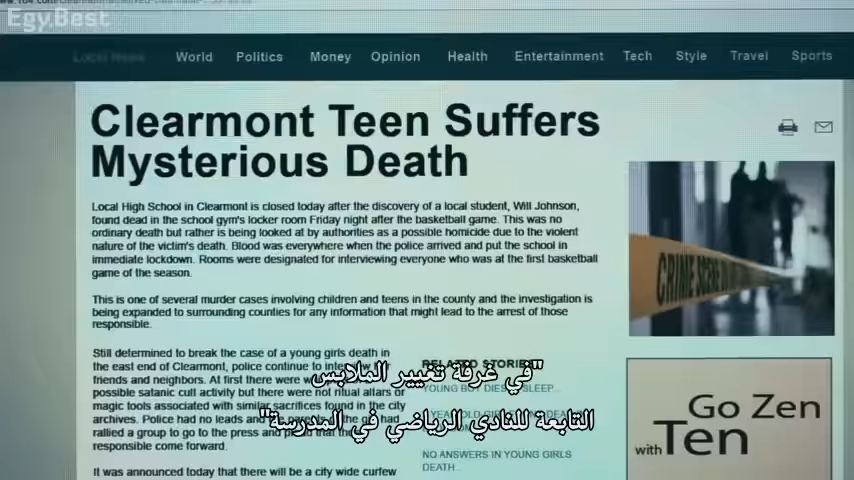 EgyBest
Local News World Politics Money Opinion Health Entertainment Tech Style Travel Sports
Clearmont Teen Suffers
Mysterious Death
Local High School in Clearmont is closed today after the discovery of a local student, Will Johnson,
found dead in the school gym's locker room Friday night after the basketball game. This was no
ordinary death but rather is being looked at by authorities as a possible homicide due to the violent
nature of the victim's death. Blood was everywhere when the police arrived and put the school in
immediate lockdown. Rooms were designated for interviewing everyone who was at the first basketball
game of the season.
This is one of several murder cases involving children and teens in the county and the investigation is
being expanded to surrounding counties for any information that might lead to the arrest of those
responsible.
Still determined to break the case of a young girls death in
the east end of Clearmont, police continue to
friends and neighbors. At first there were
possible satanic cult activity but there were not ritual altars or
magic tools associated with similar sacrifices found in the city
archives. Police had no leads and
rallied a group to go to the press and
responsible come forward.
It was announced today that there will be a city wide curfew
CRIME SCENE
RELATED STORIES
YOUNG BOY DIES SLEEP...
NO ANSWERS IN YOUNG GIRLS
DEATH...
Go Zen
with Ten
"في غرفة تغيير الملابس
التابعة للنادي الرياضي في المدرسة"